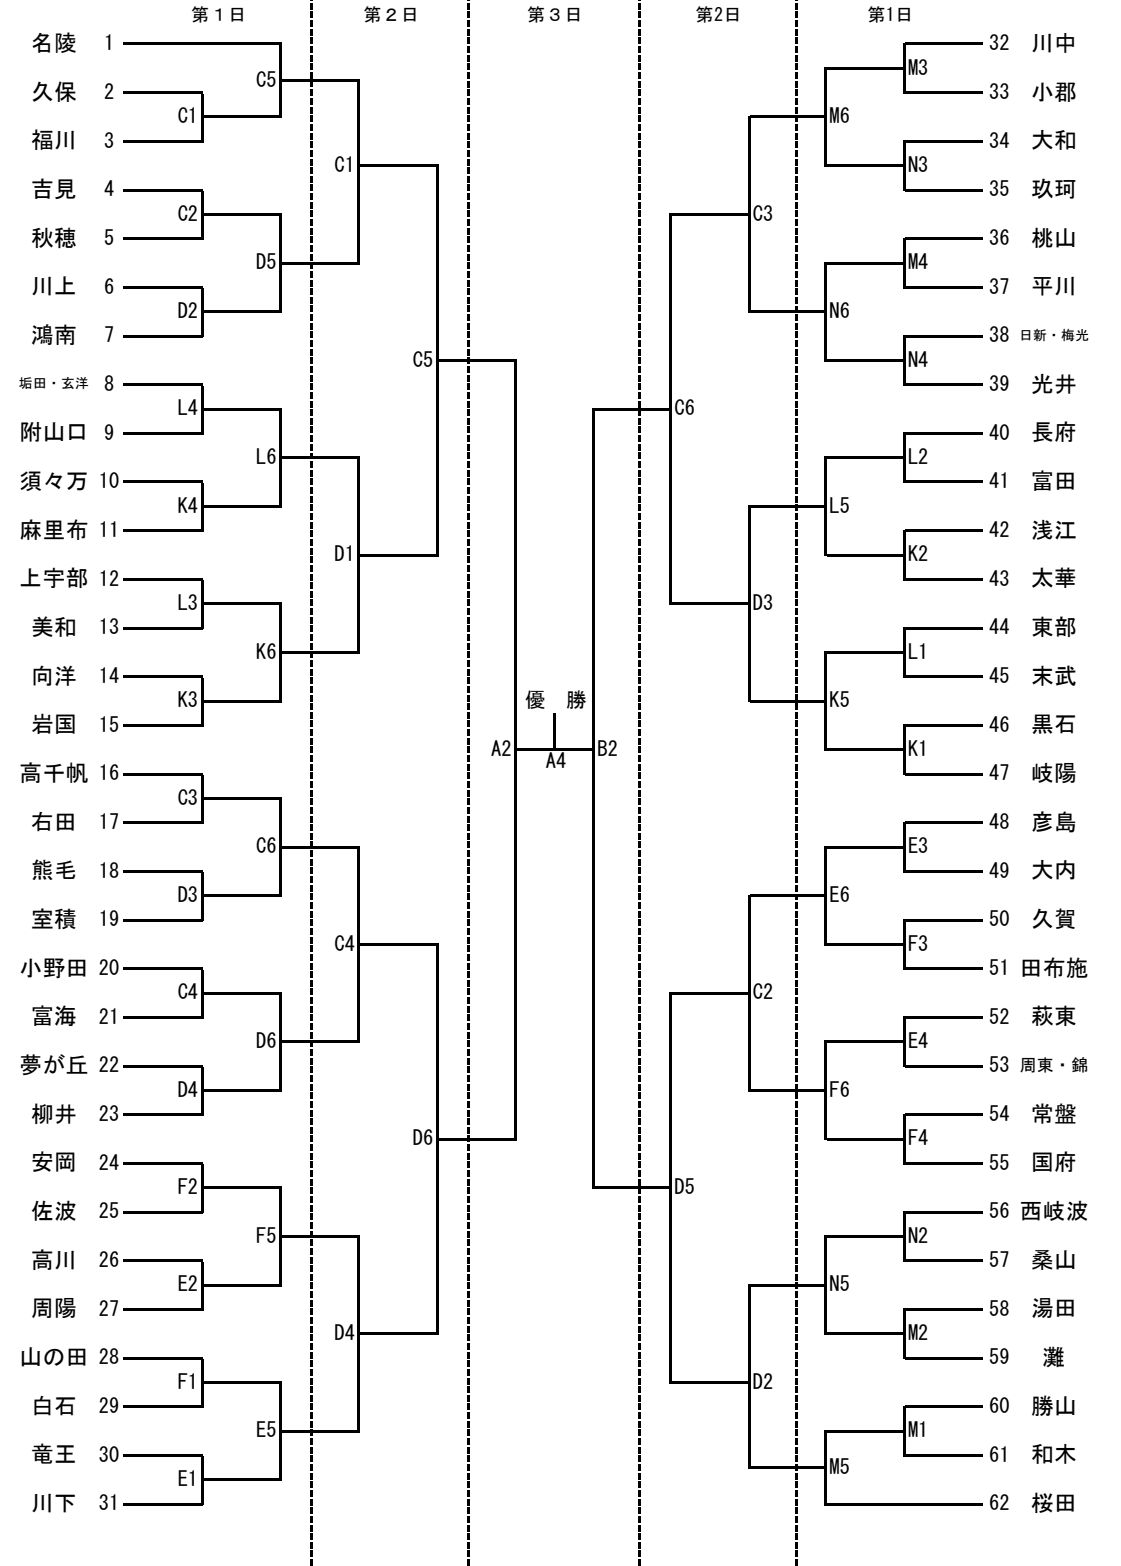 第１日 第２日 第３日 第2日 第1日
名陵 1
C5
久保 2
C1
福川 3
C1
吉見 4
C2
秋穂 5
D5
川上 6
D2
鴻南 7
C5
垢田・玄洋 8
L4
附山口 9
L6
須々万 10
K4
麻里布 11
D1
上宇部 12
L3
美和 13
K6
向洋 14
K3
岩国 15
高千帆 16
C3
右田 17
C6
熊毛 18
D3
室積 19
C4
小野田 20
C4
富海 21
D6
夢が丘 22
D4
柳井 23
D6
安岡 24
F2
佐波 25
F5
高川 26
E2
周陽 27
D4
山の田 28
F1
白石 29
E5
竜王 30
E1
川下 31
優 勝
A2 B2
A4
32 川中
M3
33 小郡
M6
34 大和
N3
35 玖珂
C3
36 桃山
M4
37 平川
N6
38 日新・梅光
N4
39 光井
C6
40 長府
L2
41 富田
L5
42 浅江
K2
43 太華
D3
44 東部
L1
45 末武
K5
46 黒石
K1
47 岐陽
48 彦島
E3
49 大内
E6
50 久賀
F3
51 田布施
C2
52 萩東
E4
53 周東・錦
F6
54 常盤
F4
55 国府
D5
56 西岐波
N2
57 桑山
N5
58 湯田
M2
59 灘
D2
60 勝山
M1
61 和木
M5
62 桜田